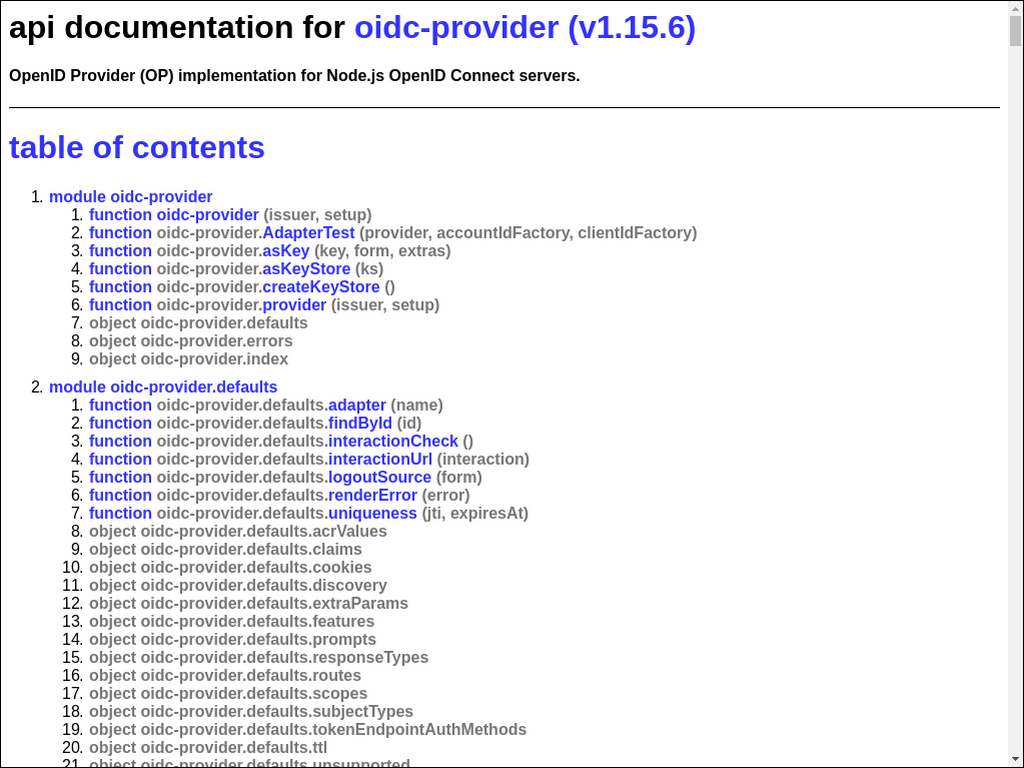 api documentation for oidc-provider (v1.15.6)
OpenID Provider (OP) implementation for Node.js OpenID Connect servers.
table of contents
1. module oidc-provider
1. function oidc-provider (issuer, setup)
2. function oidc-provider.AdapterTest (provider, accountIdFactory, clientIdFactory)
3. function oidc-provider.asKey (key, form, extras)
4. function oidc-provider.asKeyStore (ks)
5. function oidc-provider.createKeyStore ()
6. function oidc-provider.provider (issuer, setup)
7. object oidc-provider.defaults
8. object oidc-provider.errors
9. object oidc-provider.index
2. module oidc-provider.defaults
1. function oidc-provider.defaults.adapter (name)
2. function oidc-provider.defaults.findById (id)
3. function oidc-provider.defaults.interactionCheck ()
4. function oidc-provider.defaults.interactionUrl (interaction)
5. function oidc-provider.defaults.logoutSource (form)
6. function oidc-provider.defaults.renderError (error)
7. function oidc-provider.defaults.uniqueness (jti, expiresAt)
8. object oidc-provider.defaults.acrValues
9. object oidc-provider.defaults.claims
10. object oidc-provider.defaults.cookies
11. object oidc-provider.defaults.discovery
12. object oidc-provider.defaults.extraParams
13. object oidc-provider.defaults.features
14. object oidc-provider.defaults.prompts
15. object oidc-provider.defaults.responseTypes
16. object oidc-provider.defaults.routes
17. object oidc-provider.defaults.scopes
18. object oidc-provider.defaults.subjectTypes
19. object oidc-provider.defaults.tokenEndpointAuthMethods
20. object oidc-provider.defaults.ttl
21. object oidc-provider.defaults.unsupported